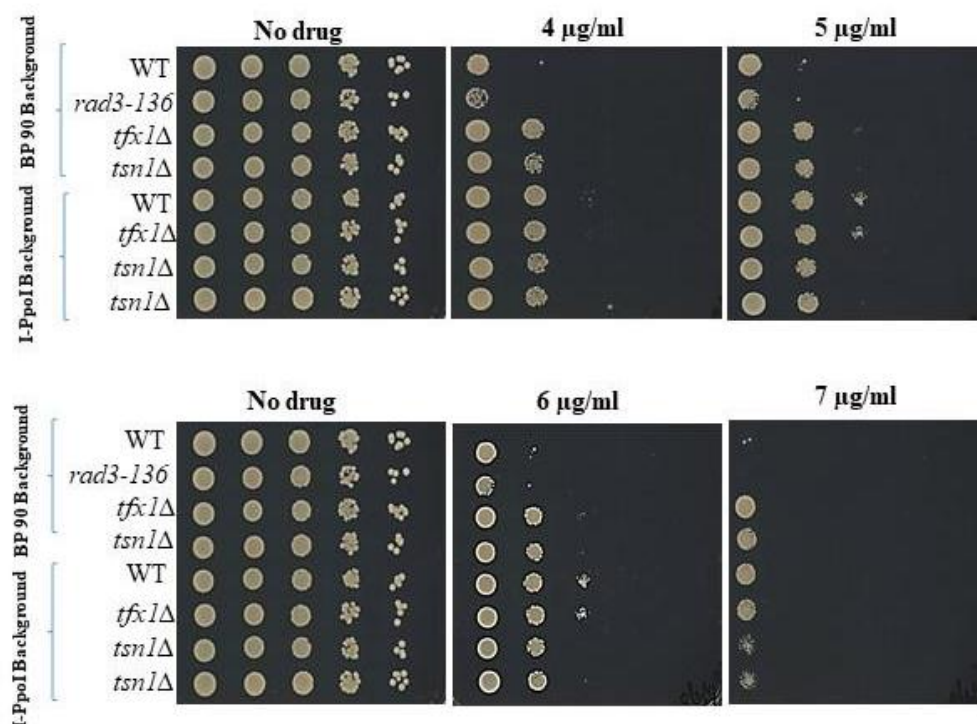 No drug
4 µg/ml
5 µg/ml
BP 90 Background
WT
rad3-136
tfx1Δ
tsn1Δ
I-PpoI Background
WT
tfx1Δ
tsn1Δ
tsn1Δ
No drug
6 µg/ml
7 µg/ml
BP 90 Background
WT
rad3-136
tfx1Δ
tsn1Δ
I-PpoI Background
WT
tfx1Δ
tsn1Δ
tsn1Δ